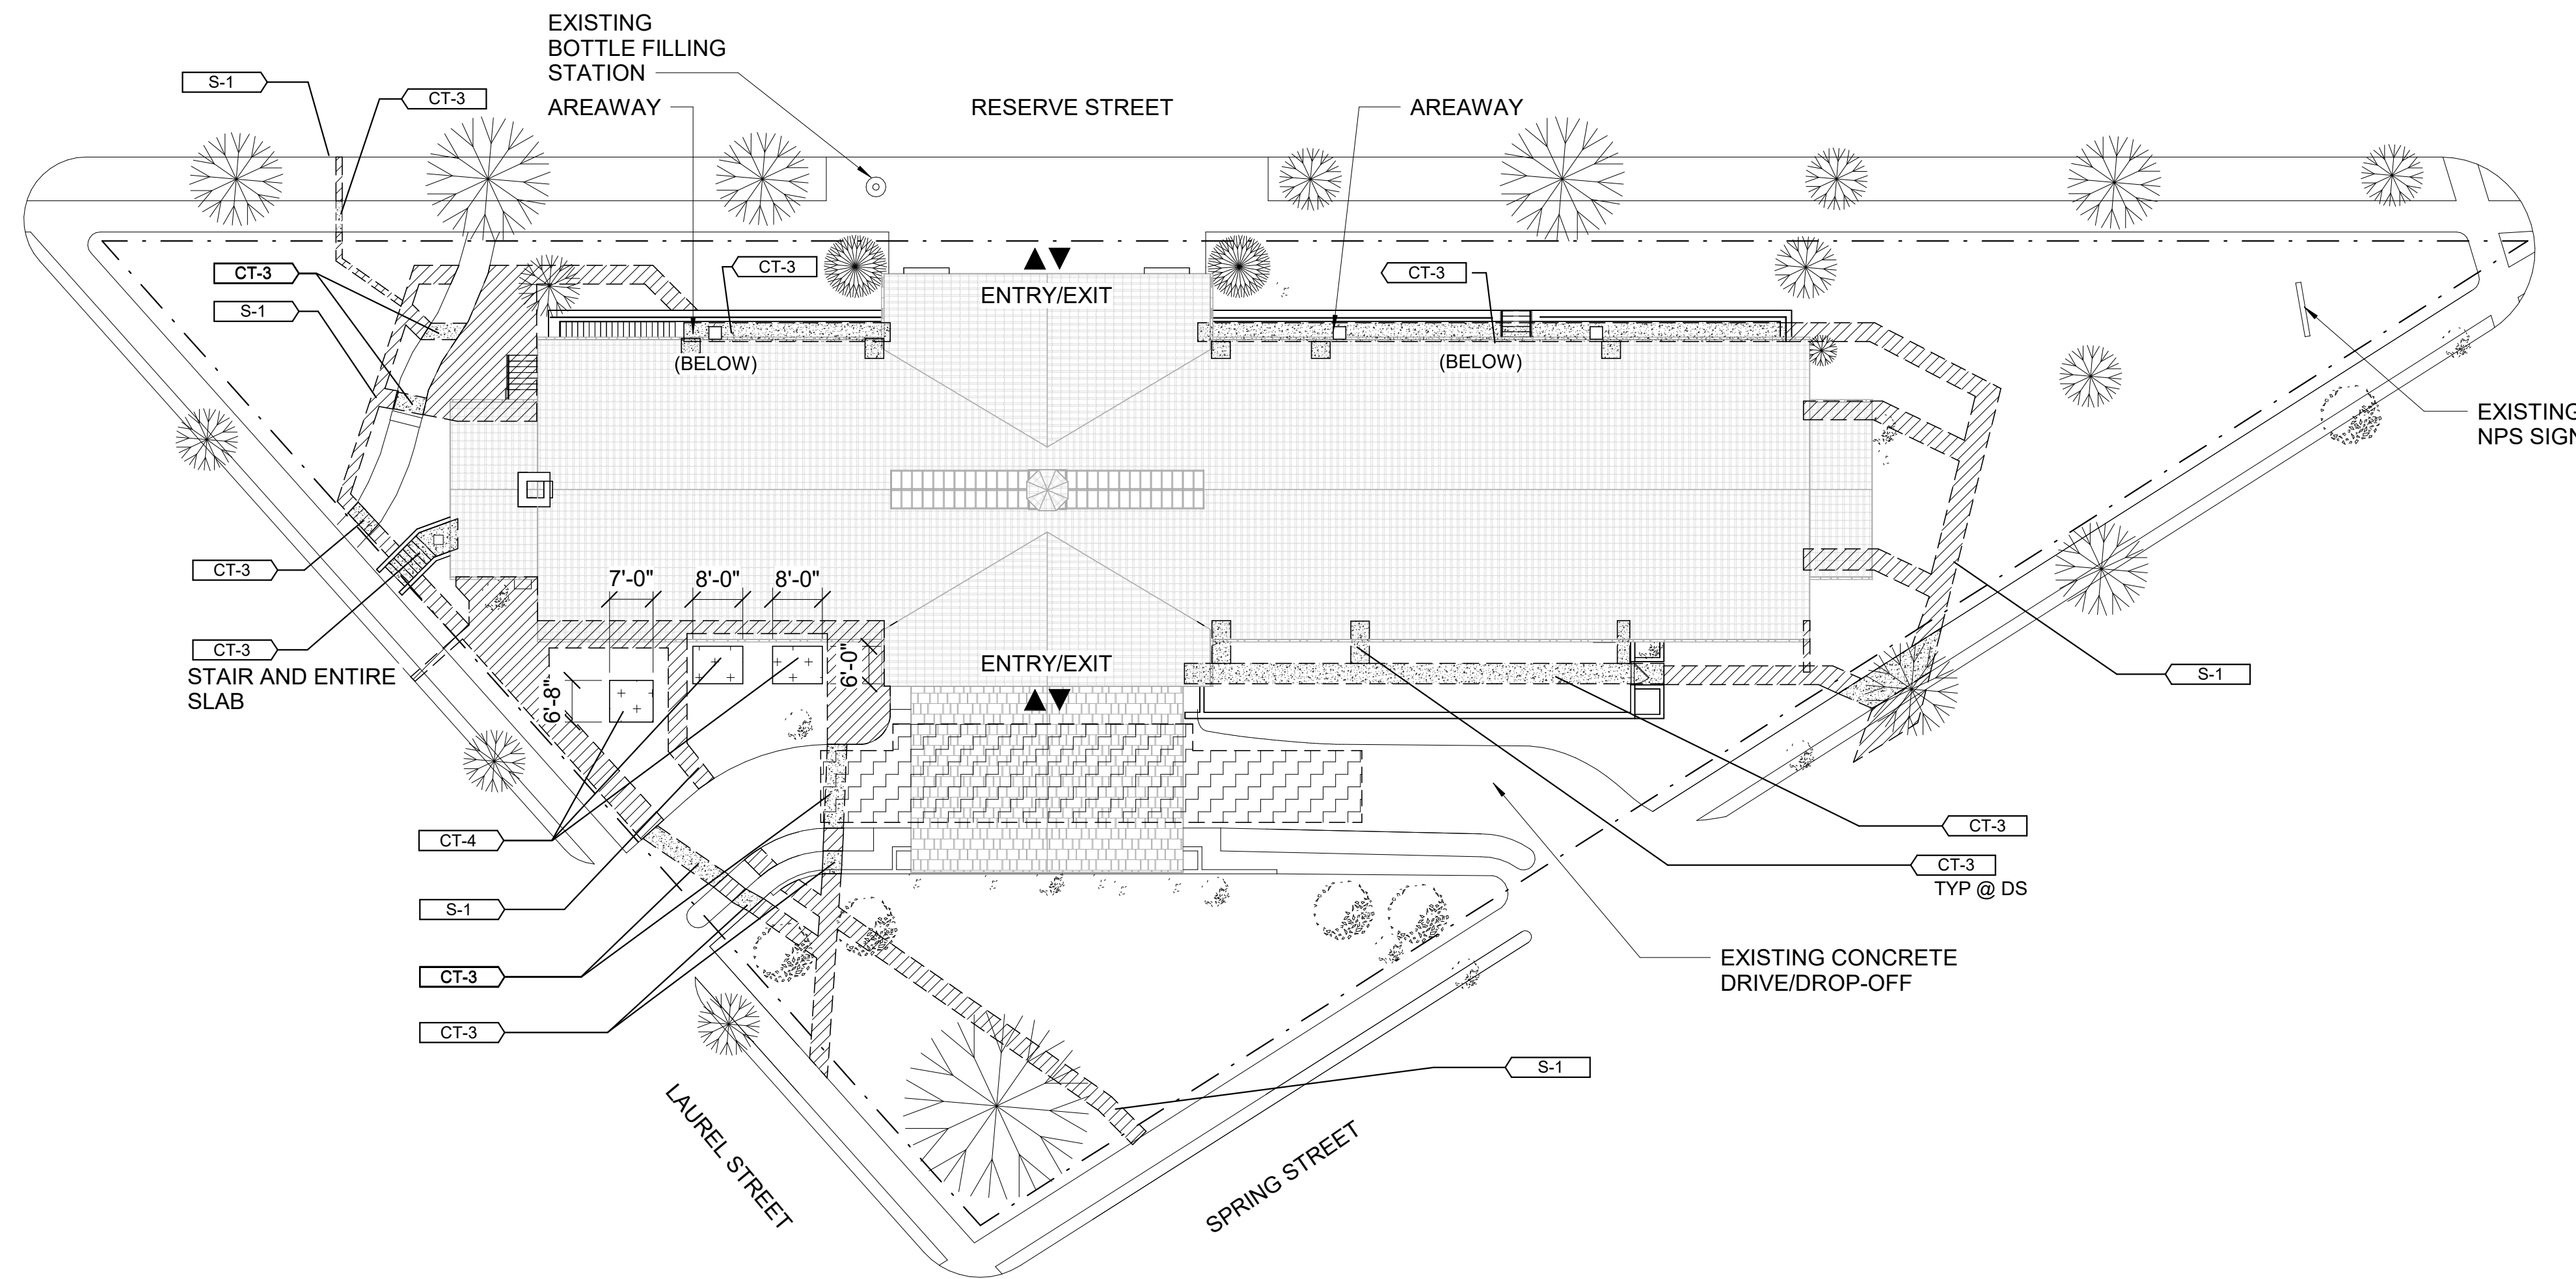 EXISTING
BOTTLE FILLING
STATION
S-1
CT-3
AREAWAY
RESERVE STREET
AREAWAY
CT-3
CT-3
CT-3
ENTRY/EXIT
S-1
(BELOW)
(BELOW)
EXISTING
NPS SIGN
CT-3
7'-0"
8'-0"
8'-0"
CT-3
STAIR AND ENTIRE
SLAB
6'-8"
6'-0"
ENTRY/EXIT
S-1
CT-4
CT-3
CT-3
TYP @ DS
S-1
EXISTING CONCRETE
DRIVE/DROP-OFF
CT-3
CT-3
S-1
LAUREL STREET
SPRING STREET